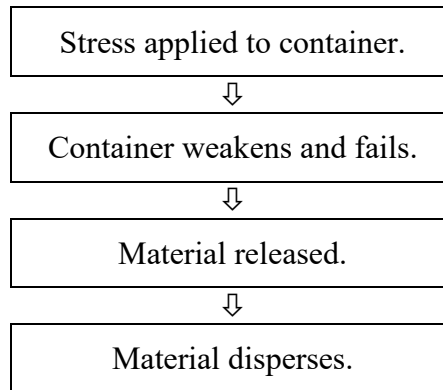 Stress applied to container.
Container weakens and fails.
Material released.
Material disperses.